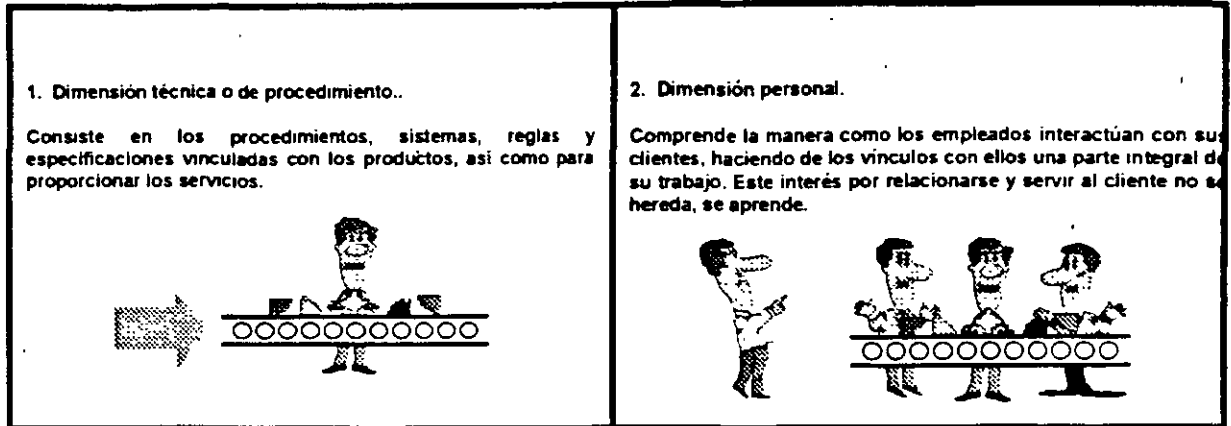 1. Dimensión técnica o de procedimiento..
Consiste en los procedimientos, sistemas, reglas y
especificaciones vinculadas con los productos, así como para
proporcionar los servicios.
2. Dimensión personal.
Comprende la manera como los empleados interactúan con sus
clientes, haciendo de los vínculos con ellos una parte integral de
su trabajo. Este interés por relacionarse y servir al cliente no se
hereda, se aprende.